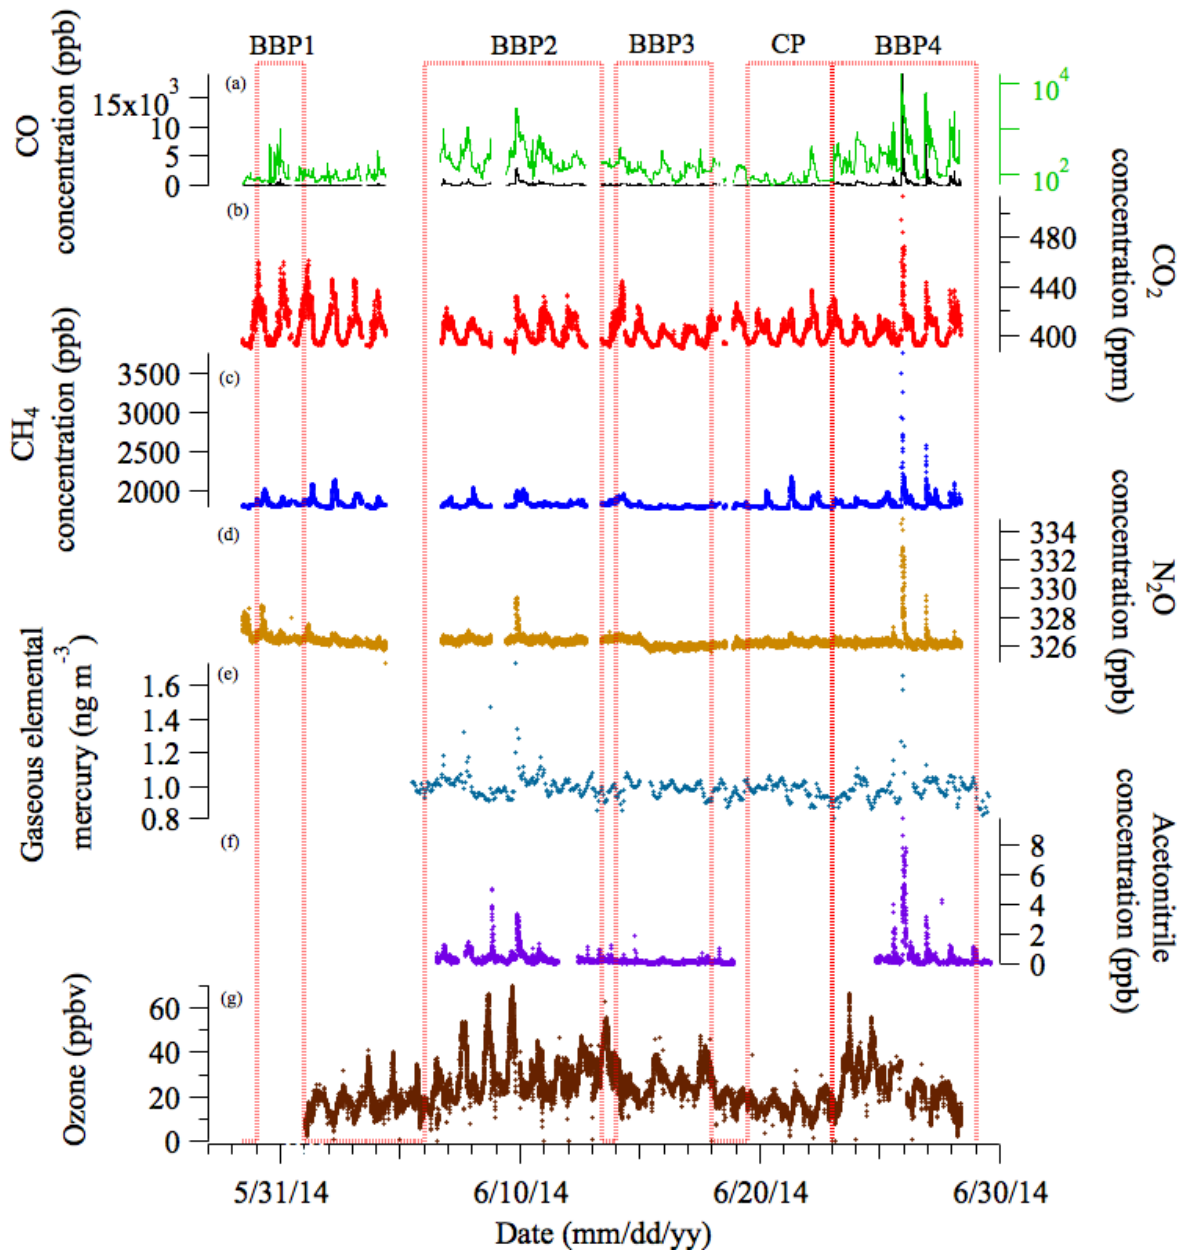 BBP1 BBP2 BBP3 CP BBP4
CO
concentration (ppb)
(a)
15x10³
10
5
0
10⁴
10²
(b)
480
440
400
CO₂
concentration (ppm)
CH₄
concentration (ppb)
(c)
3500
3000
2500
2000
(d)
334
332
330
328
326
N₂O
concentration (ppb)
Gaseous elemental
mercury (ng m⁻³)
(e)
1.6
1.4
1.2
1.0
0.8
(f)
8
6
4
2
0
Acetonitrile
concentration (ppb)
Ozone (ppbv)
(g)
60
40
20
0
5/31/14 6/10/14 6/20/14 6/30/14
Date (mm/dd/yy)